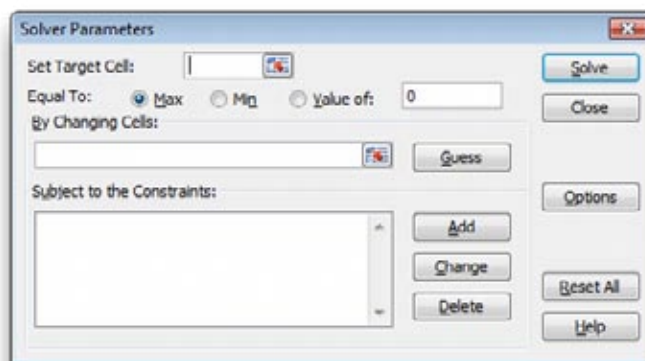 Solver Parameters
Set Target Cell:
Solve
Equal To: Max Min Value of: 0
Close
By Changing Cells:
Guess
Subject to the Constraints:
Options
Add
Change
Reset All
Delete
Help